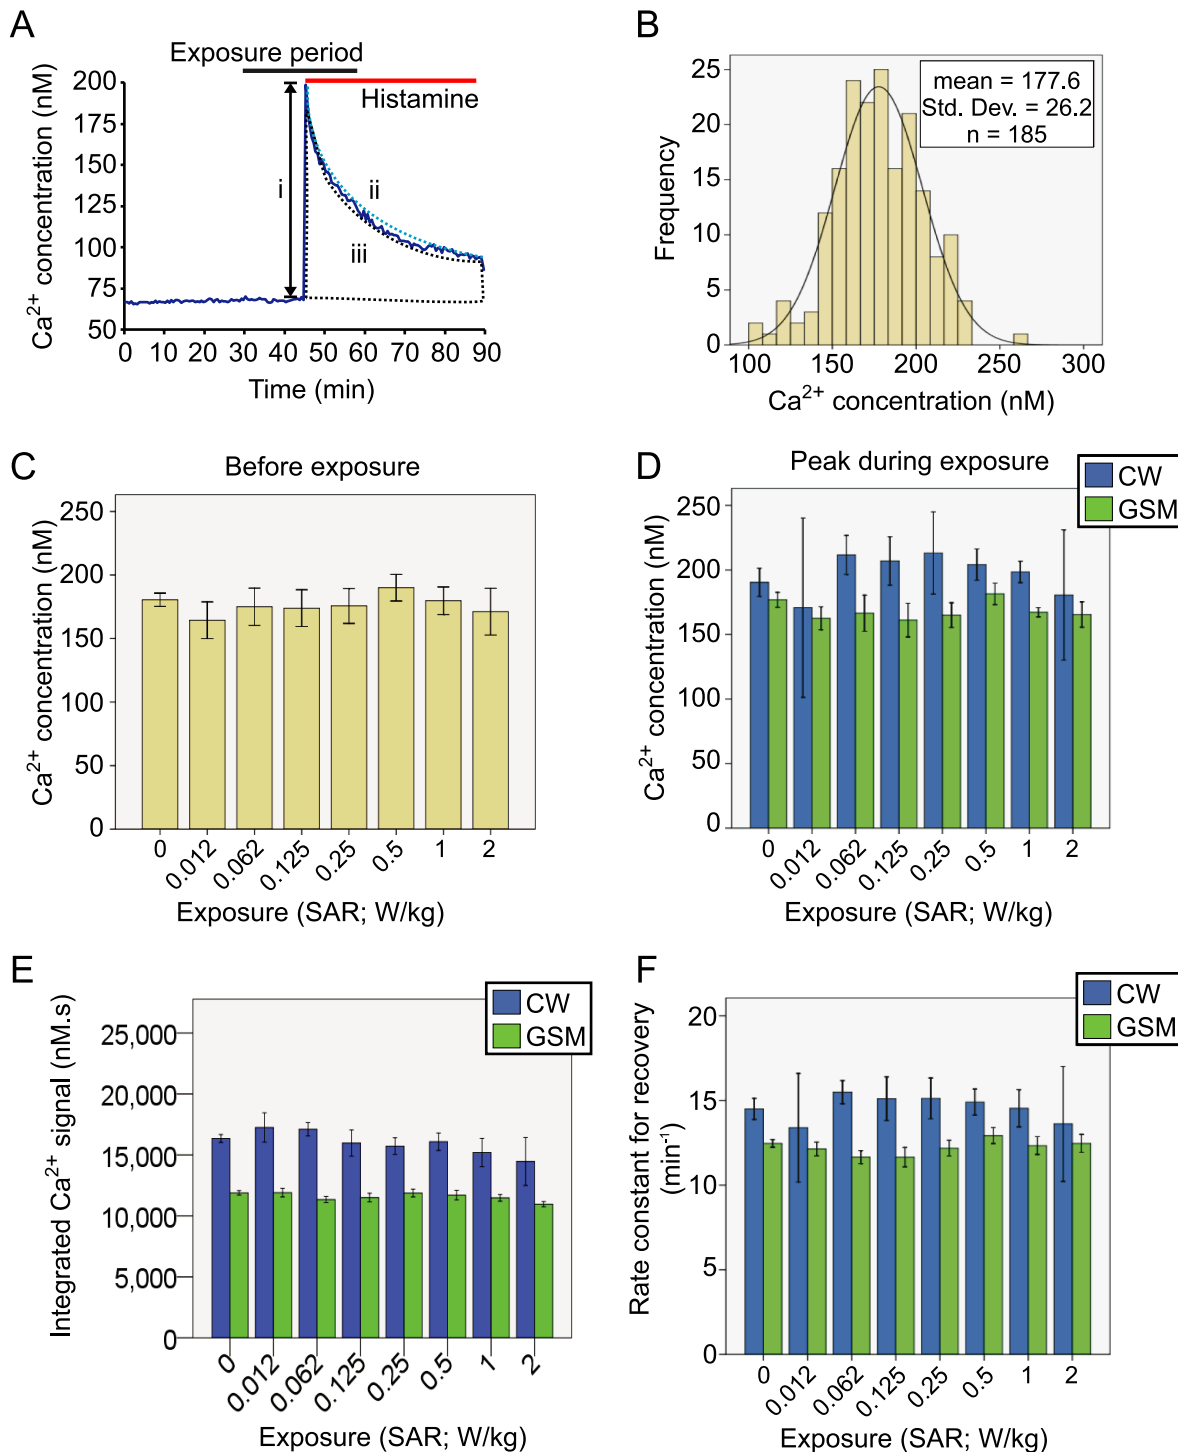 A
Exposure period
Histamine
Ca2+ concentration (nM)
200
175
150
125
100
75
50
i
ii
iii
0 10 20 30 40 50 60 70 80 90
Time (min)
B
mean = 177.6
Std. Dev. = 26.2
n = 185
Frequency
25
20
15
10
5
0
100 150 200 250 300
Ca2+ concentration (nM)
C
Before exposure
Ca2+ concentration (nM)
250
200
150
100
50
0
0 0.012 0.062 0.125 0.25 0.5 1 2
Exposure (SAR; W/kg)
D
Peak during exposure
CW
GSM
Ca2+ concentration (nM)
250
200
150
100
50
0
0 0.012 0.062 0.125 0.25 0.5 1 2
Exposure (SAR; W/kg)
E
CW
GSM
Integrated Ca2+ signal (nM.s)
25,000
20,000
15,000
10,000
5,000
0
0 0.012 0.062 0.125 0.25 0.5 1 2
Exposure (SAR; W/kg)
F
CW
GSM
Rate constant for recovery
(min-1)
20
15
10
5
0
0 0.012 0.062 0.125 0.25 0.5 1 2
Exposure (SAR; W/kg)